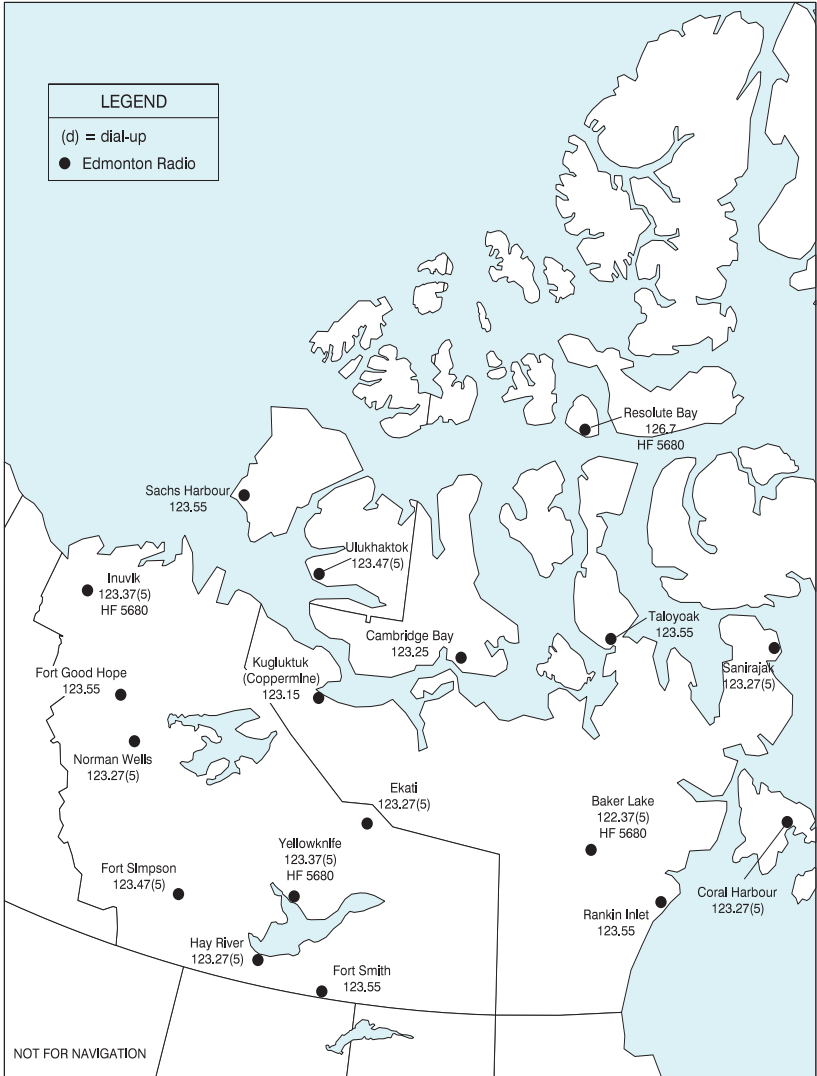 LEGEND
(d) = dial-up
Edmonton Radio
Resolute Bay
126.7
HF 5680
Sachs Harbour
123.55
Ulukhaktok
123.47(5)
Inuvik
123.37(5)
HF 5680
Taloyoak
123.55
Cambridge Bay
123.25
Sanirajak
123.27(5)
Kugluktuk
(Coppermine)
123.15
Fort Good Hope
123.55
Norman Wells
123.27(5)
Ekati
123.27(5)
Baker Lake
122.37(5)
HF 5680
Yellowknife
123.37(5)
HF 5680
Fort Simpson
123.47(5)
Coral Harbour
123.27(5)
Rankin Inlet
123.55
Hay River
123.27(5)
Fort Smith
123.55
NOT FOR NAVIGATION